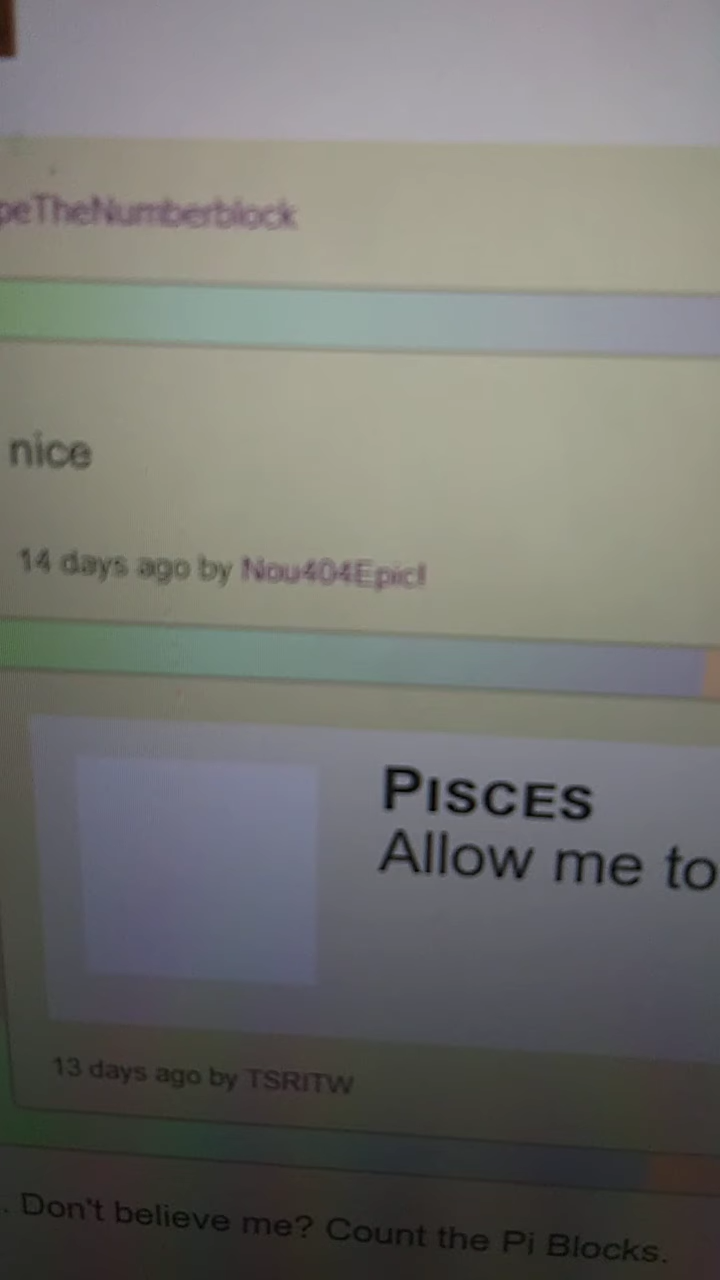 peTheNumberblock
nice
14 days ago by Nou404Epic!
PISCES
Allow me to
13 days ago by TSRITW
. Don't believe me? Count the Pi Blocks.